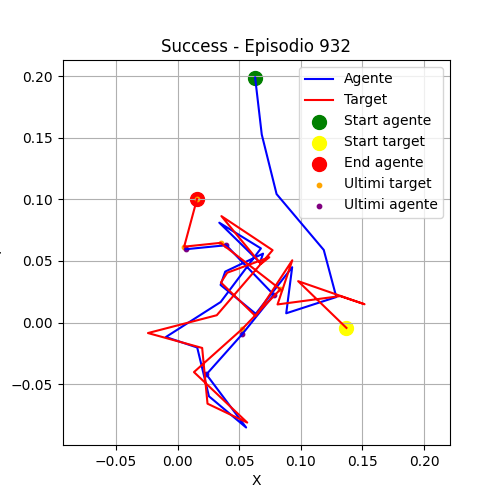 Success - Episodio 932
Agente
Target
Start agente
Start target
End agente
Ultimi target
Ultimi agente
0.20
0.15
0.10
0.05
0.00
−0.05
−0.05
0.00
0.05
0.10
0.15
0.20
X